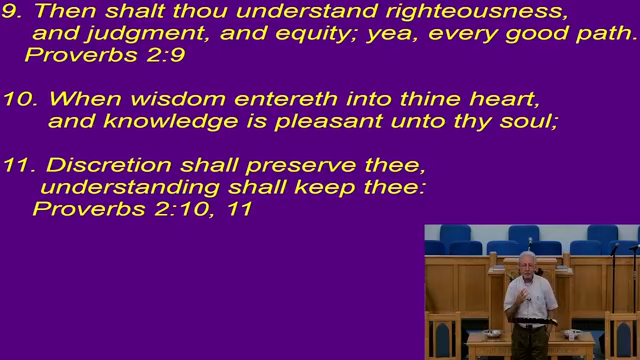 9. Then shalt thou understand righteousness,
and judgment, and equity; yea, every good path.
Proverbs 2:9
10. When wisdom entereth into thine heart,
and knowledge is pleasant unto thy soul;
11. Discretion shall preserve thee,
understanding shall keep thee:
Proverbs 2:10, 11